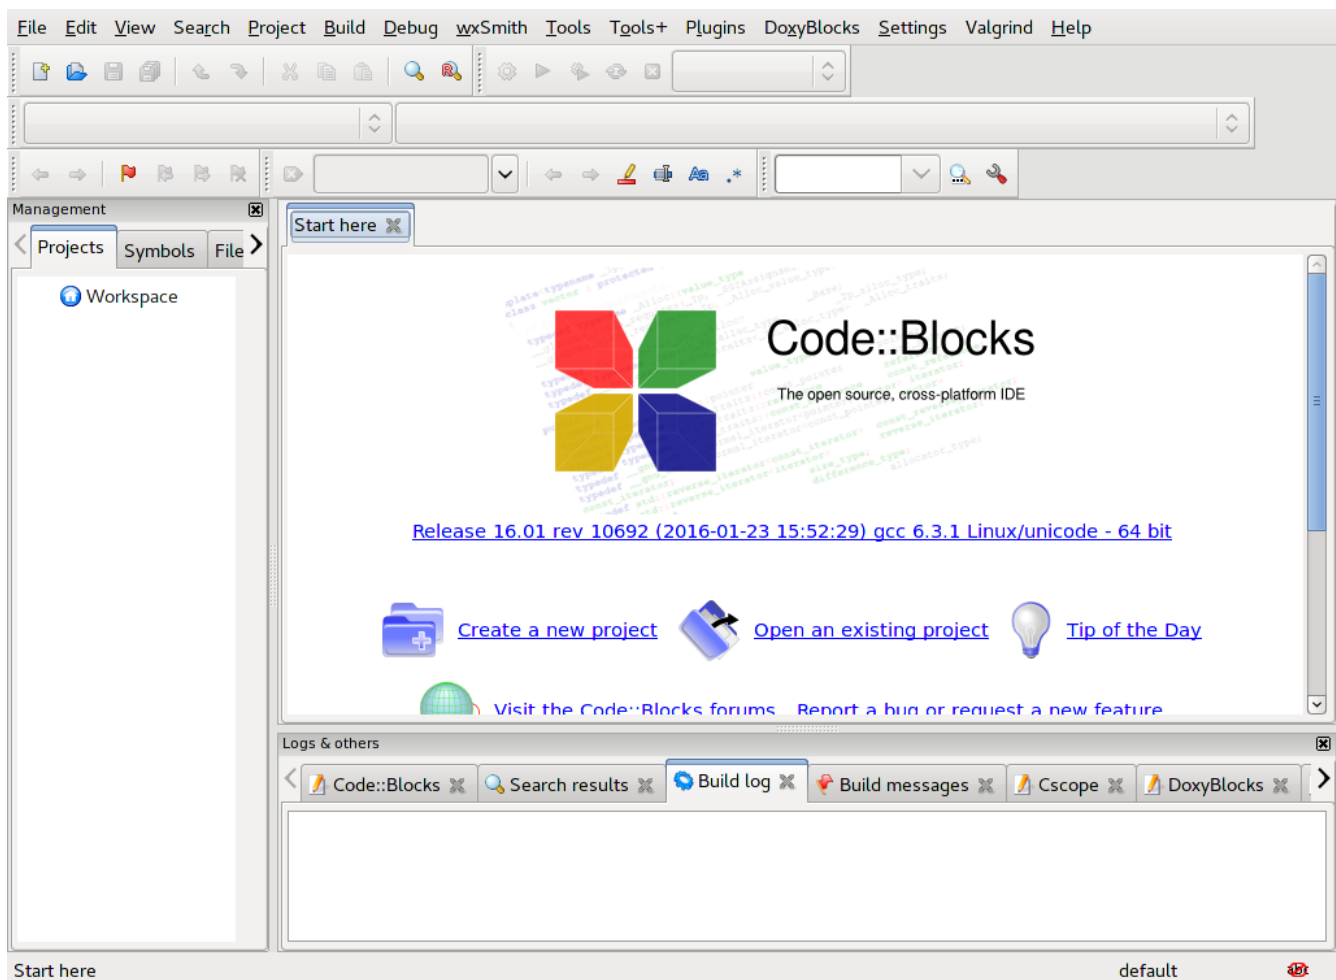 File Edit View Search Project Build Debug wxSmith Tools Tools+ Plugins DoxyBlocks Settings Valgrind Help
Management
Projects Symbols File
Workspace
Start here
Code::Blocks
The open source, cross-platform IDE
Release 16.01 rev 10692 (2016-01-23 15:52:29) gcc 6.3.1 Linux/unicode - 64 bit
Create a new project Open an existing project Tip of the Day
Visit the Code::Blocks forums Report a bug or request a new feature
Logs & others
Code::Blocks Search results Build log Build messages Cscope DoxyBlocks
Start here default abc